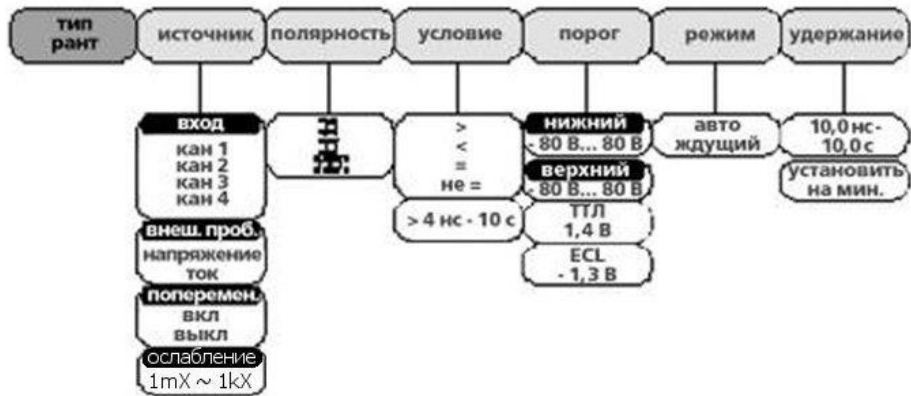 тип
рант
источник
полярность
условие
порог
режим
удержание
вход
кан 1
кан 2
кан 3
кан 4
внеш. проб.
напряжение
ток
поперемен.
вкл
выкл
ослабление
1mX ~ 1kX
>
<
=
не =
> 4 нс - 10 с
нижний
- 80 В... 80 В
верхний
- 80 В... 80 В
ТТЛ
1,4 В
ECL
- 1,3 В
авто
ждущий
10,0 нс-
10,0 с
установить
на мин.